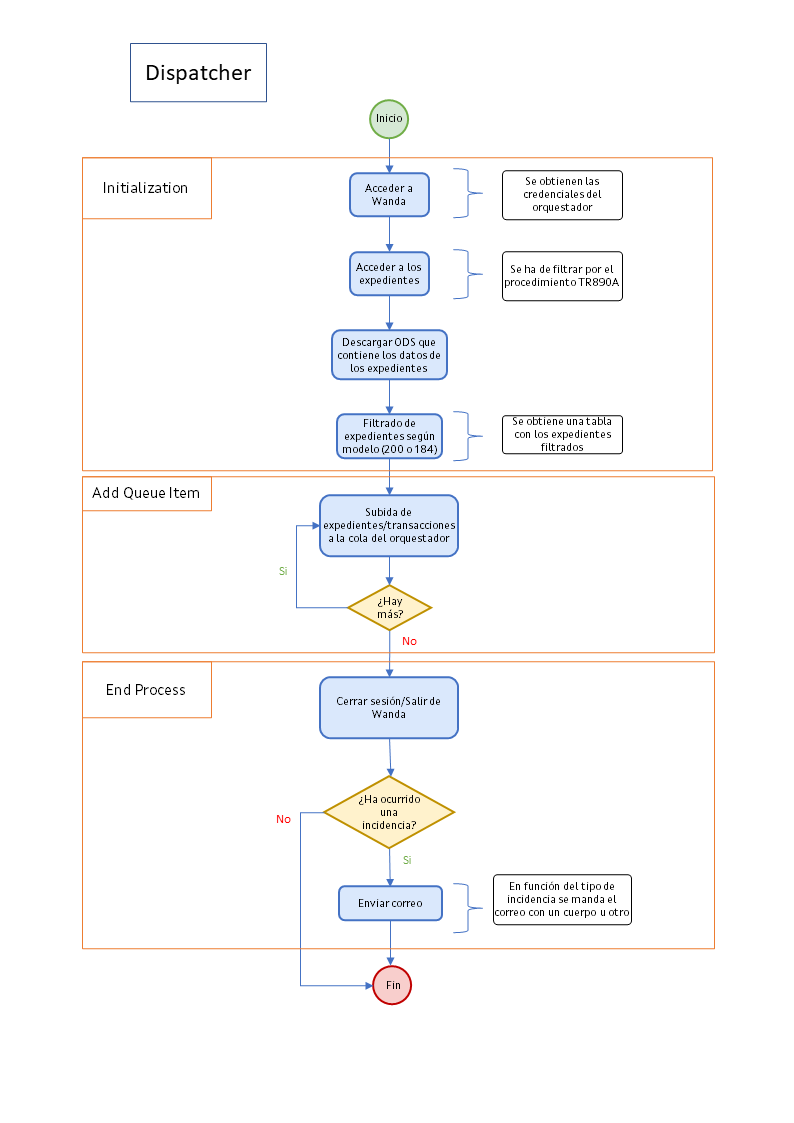 Dispatcher
Inicio
Initialization
Acceder a
Wanda
Se obtienen las
credenciales del
orquestador
Acceder a los
expedientes
Se ha de filtrar por el
procedimiento TR890A
Descargar ODS que
contiene los datos de
los expedientes
Filtrado de
expedientes según
modelo (200 o 184)
Se obtiene una tabla
con los expedientes
filtrados
Add Queue Item
Subida de
expedientes/transacciones
a la cola del orquestador
Si
¿Hay
más?
No
End Process
Cerrar sesión/Salir de
Wanda
¿Ha ocurrido
una
incidencia?
No
Si
Enviar correo
En función del tipo de
incidencia se manda el
correo con un cuerpo u otro
Fin